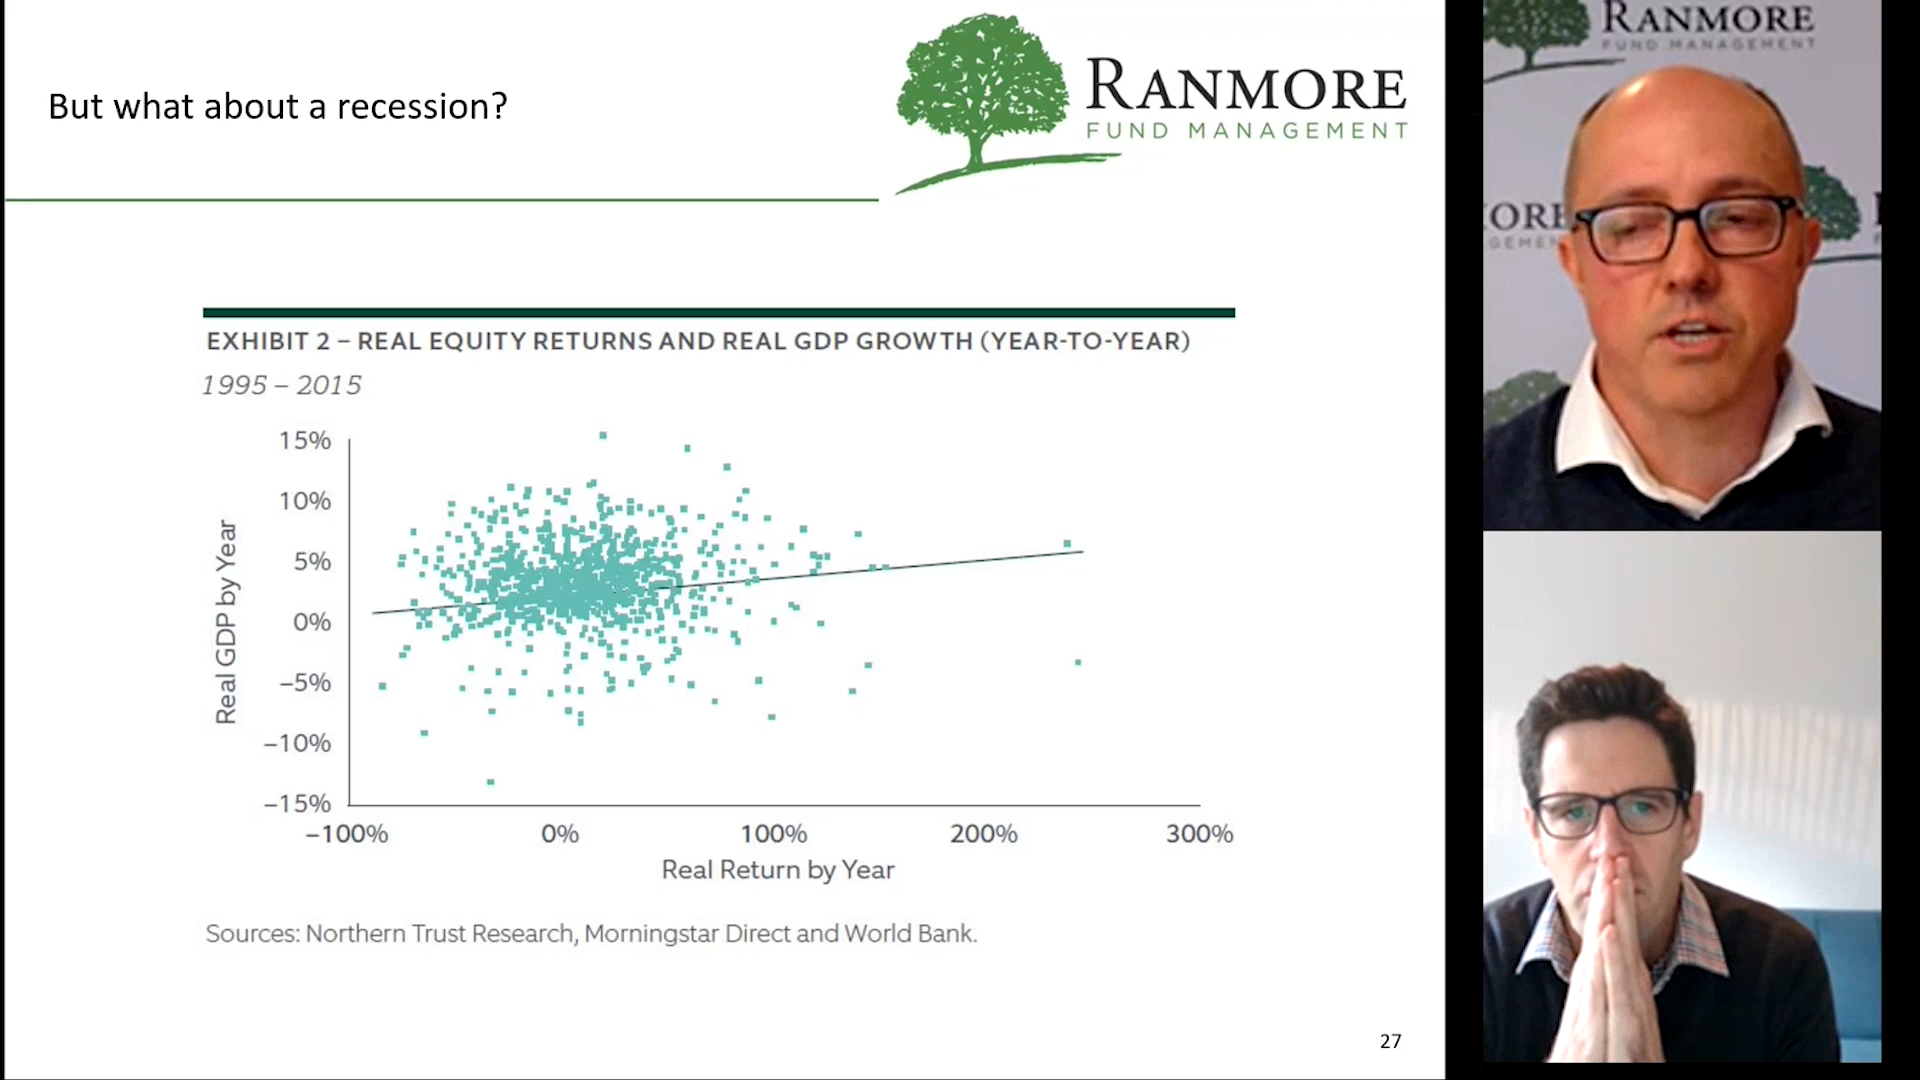 But what about a recession?
RANMORE
FUND MANAGEMENT
EXHIBIT 2 – REAL EQUITY RETURNS AND REAL GDP GROWTH (YEAR-TO-YEAR)
1995 – 2015
Real GDP by Year
15%
10%
5%
0%
–5%
–10%
–15%
–100% 0% 100% 200% 300%
Real Return by Year
Sources: Northern Trust Research, Morningstar Direct and World Bank.
27
RANMORE
FUND MANAGEMENT